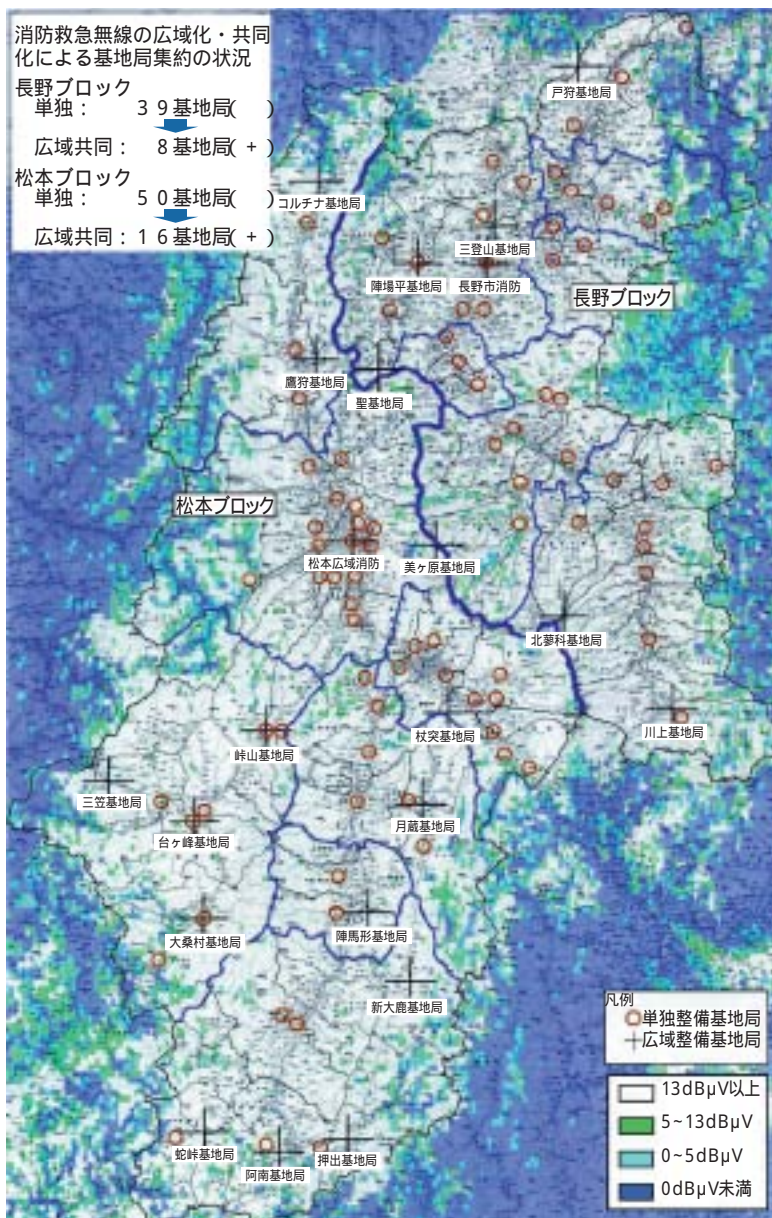 消防救急無線の広域化・共同
化による基地局集約の状況
長野ブロック
単独： 39基地局( )
広域共同： 8基地局( + )
松本ブロック
単独： 50基地局( )
広域共同：16基地局( + )
戸狩基地局
コルチナ基地局
三登山基地局
陣場平基地局
長野市消防
長野ブロック
鷹狩基地局
聖基地局
松本ブロック
松本広域消防
美ヶ原基地局
北蓼科基地局
杖突基地局
川上基地局
峠山基地局
三笠基地局
台ヶ峰基地局
月蔵基地局
大桑村基地局
陣馬形基地局
新大鹿基地局
蛇峠基地局
阿南基地局
押出基地局
凡例
単独整備基地局
広域整備基地局
13dBμV以上
5~13dBμV
0~5dBμV
0dBμV未満